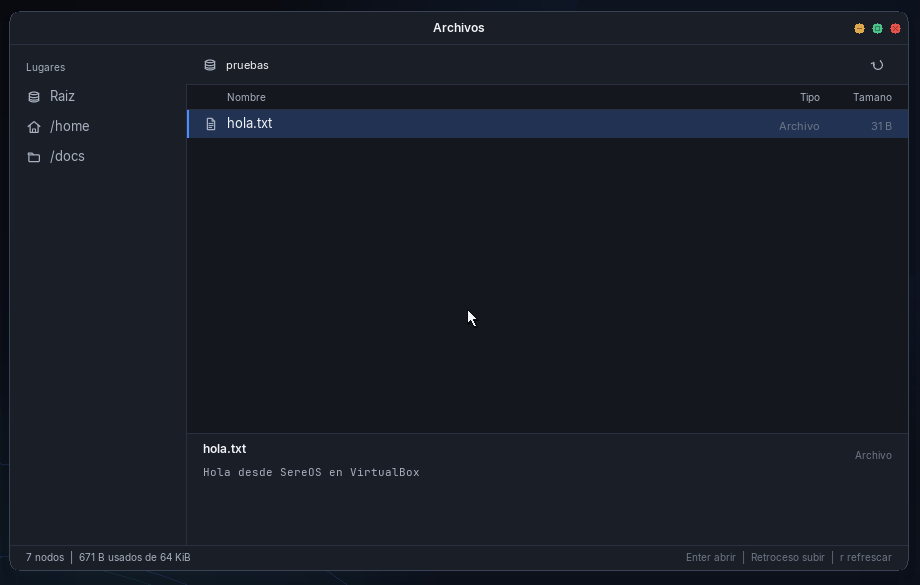 Archivos
Lugares
Raiz
/home
/docs
pruebas
Nombre Tipo Tamano
hola.txt Archivo 31 B
hola.txt Archivo
Hola desde SereOS en VirtualBox
7 nodos | 671 B usados de 64 KiB Enter abrir | Retroceso subir | r refrescar